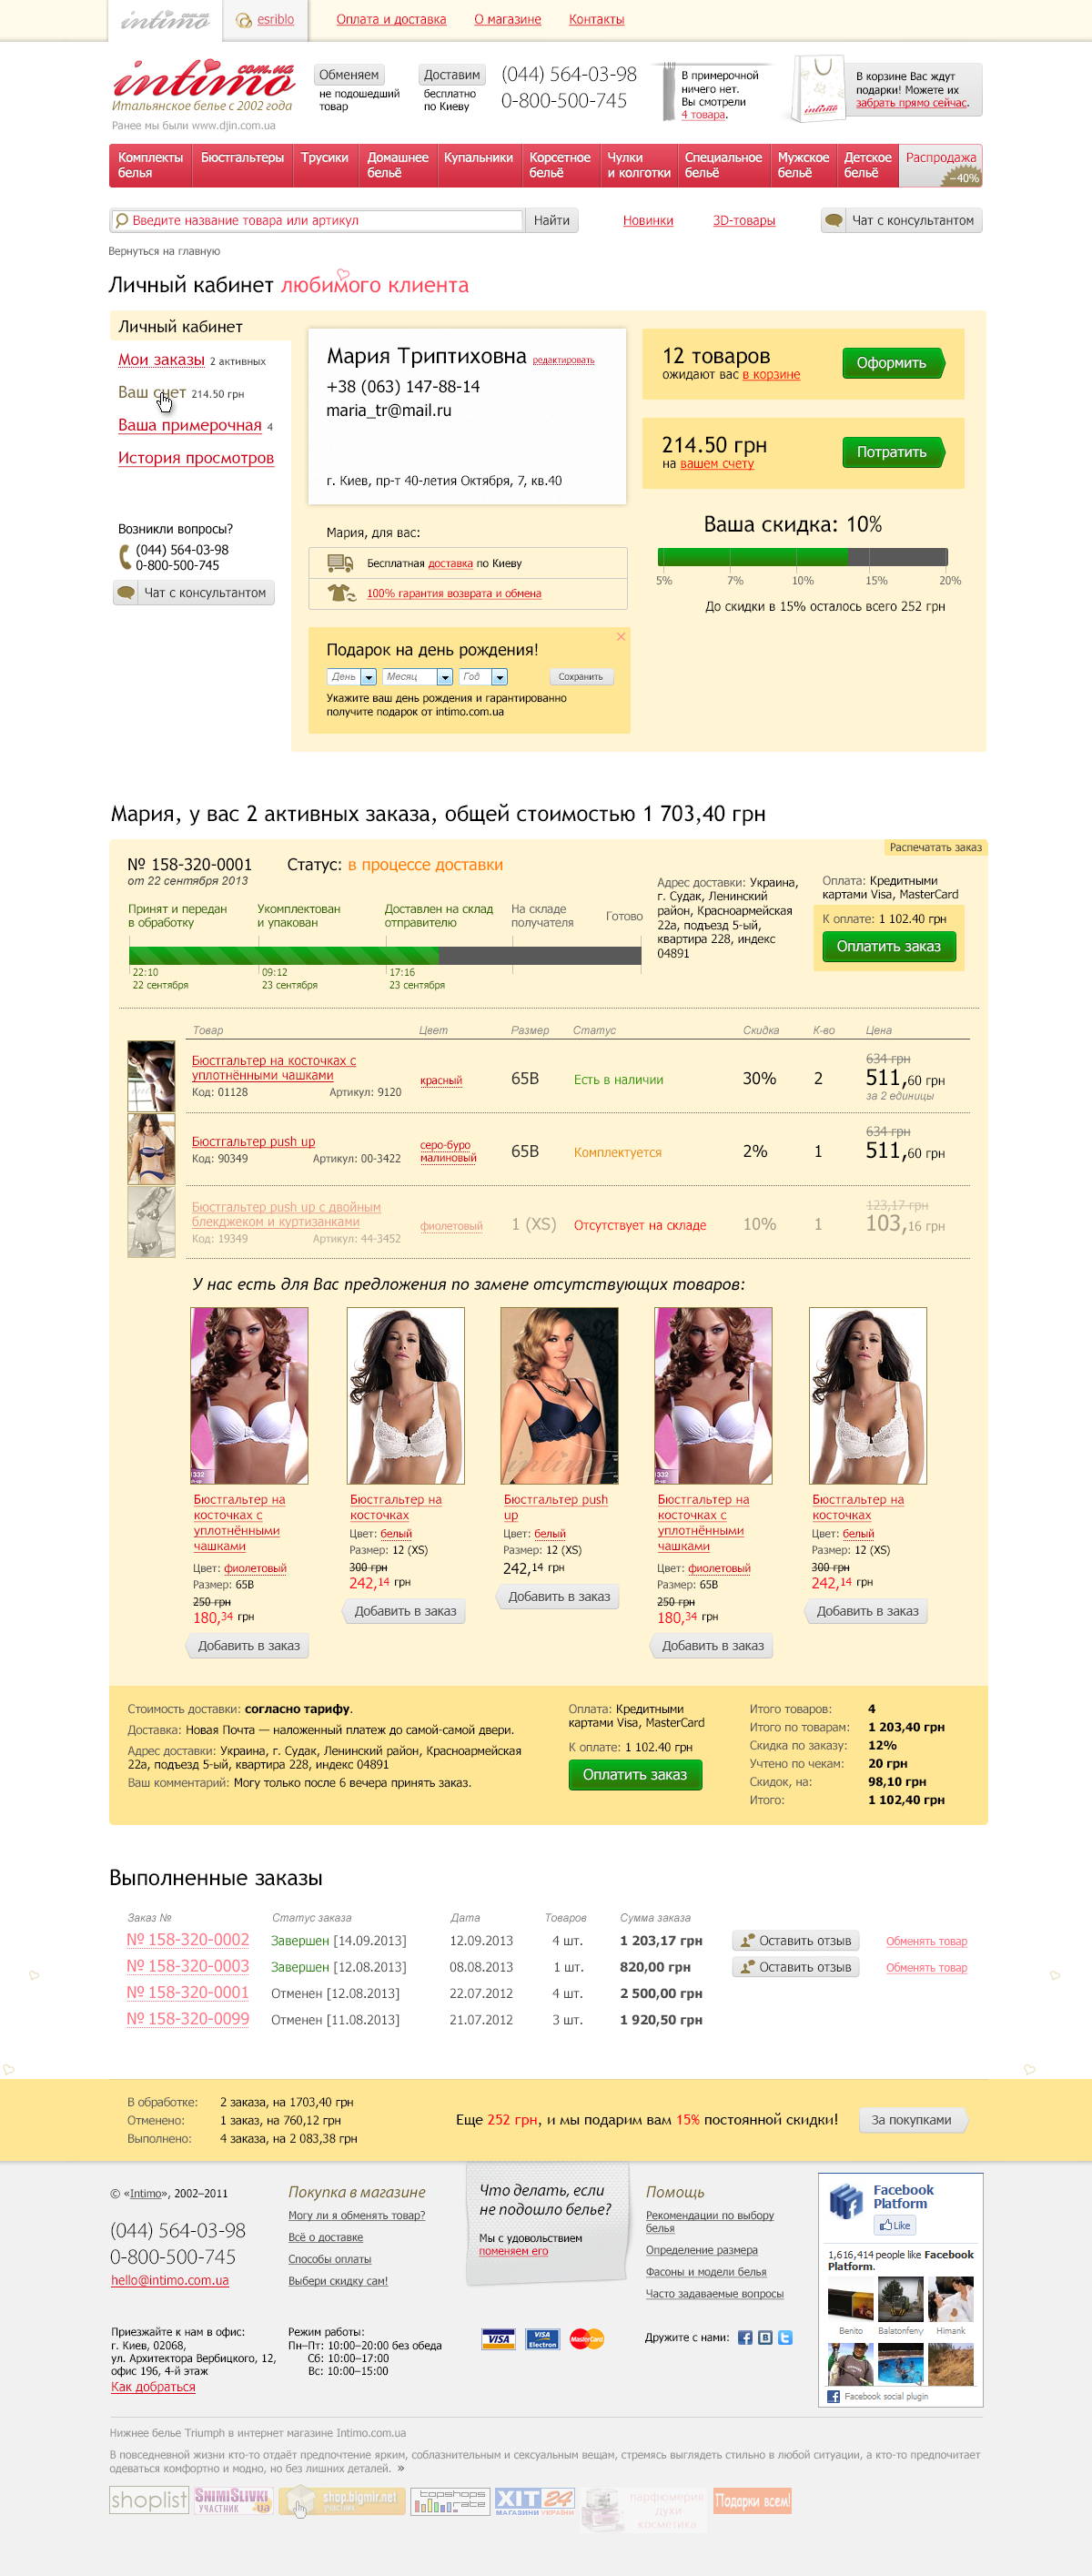 intimo.com.ua
esriblo
Оплата и доставка
О магазине
Контакты
intimo.com.ua
Итальянское белье с 2002 года
Ранее мы были www.djin.com.ua
Обменяем
не подошедший
товар
Доставим
бесплатно
по Киеву
(044) 564-03-98
0-800-500-745
В примерочной
ничего нет.
Вы смотрели
4 товара.
intimo
В корзине Вас ждут
подарки! Можете их
забрать прямо сейчас.
Комплекты
белья
Бюстгальтеры
Трусики
Домашнее
бельё
Купальники
Корсетное
бельё
Чулки
и колготки
Специальное
бельё
Мужское
бельё
Детское
бельё
Распродажа
–40%
Введите название товара или артикул
Найти
Новинки
3D-товары
Чат с консультантом
Вернуться на главную
Личный кабинет любимого клиента
Личный кабинет
Мои заказы 2 активных
Ваш счет 214.50 грн
Ваша примерочная 4
История просмотров
Возникли вопросы?
(044) 564-03-98
0-800-500-745
Чат с консультантом
Мария Триптиховна редактировать
+38 (063) 147-88-14
maria_tr@mail.ru
г. Киев, пр-т 40-летия Октября, 7, кв.40
Мария, для вас:
Бесплатная доставка по Киеву
100% гарантия возврата и обмена
Подарок на день рождения!
День
Месяц
Год
Сохранить
Укажите ваш день рождения и гарантированно
получите подарок от intimo.com.ua
12 товаров
ожидают вас в корзине
Оформить
214.50 грн
на вашем счету
Потратить
Ваша скидка: 10%
5% 7% 10% 15% 20%
До скидки в 15% осталось всего 252 грн
Мария, у вас 2 активных заказа, общей стоимостью 1 703,40 грн
Распечатать заказ
№ 158-320-0001
от 22 сентября 2013
Статус: в процессе доставки
Принят и передан
в обработку
Укомплектован
и упакован
Доставлен на склад
отправителю
На складе
получателя
Готово
22:10
22 сентября
09:12
23 сентября
17:16
23 сентября
Адрес доставки: Украина,
г. Судак, Ленинский
район, Красноармейская
22а, подъезд 5-ый,
квартира 228, индекс
04891
Оплата: Кредитными
картами Visa, MasterCard
К оплате: 1 102.40 грн
Оплатить заказ
Товар Цвет Размер Статус Скидка К-во Цена
Бюстгальтер на косточках с
уплотнёнными чашками
Код: 01128 Артикул: 9120
красный
65B
Есть в наличии
30%
2
634 грн
511,60 грн
за 2 единицы
Бюстгальтер push up
Код: 90349 Артикул: 00-3422
серо-буро
малиновый
65B
Комплектуется
2%
1
634 грн
511,60 грн
Бюстгальтер push up с двойным
блекджеком и куртизанками
Код: 19349 Артикул: 44-3452
фиолетовый
1 (XS)
Отсутствует на складе
10%
1
123,17 грн
103,16 грн
У нас есть для Вас предложения по замене отсутствующих товаров:
Бюстгальтер на
косточках с
уплотнёнными
чашками
Цвет: фиолетовый
Размер: 65B
250 грн
180,34 грн
Добавить в заказ
Бюстгальтер на
косточках
Цвет: белый
Размер: 12 (XS)
300 грн
242,14 грн
Добавить в заказ
intimo
Бюстгальтер push
up
Цвет: белый
Размер: 12 (XS)
242,14 грн
Добавить в заказ
Бюстгальтер на
косточках с
уплотнёнными
чашками
Цвет: фиолетовый
Размер: 65B
250 грн
180,34 грн
Добавить в заказ
Бюстгальтер на
косточках
Цвет: белый
Размер: 12 (XS)
300 грн
242,14 грн
Добавить в заказ
Стоимость доставки: согласно тарифу.
Доставка: Новая Почта — наложенный платеж до самой-самой двери.
Адрес доставки: Украина, г. Судак, Ленинский район, Красноармейская
22а, подъезд 5-ый, квартира 228, индекс 04891
Ваш комментарий: Могу только после 6 вечера принять заказ.
Оплата: Кредитными
картами Visa, MasterCard
К оплате: 1 102.40 грн
Оплатить заказ
Итого товаров: 4
Итого по товарам: 1 203,40 грн
Скидка по заказу: 12%
Учтено по чекам: 20 грн
Скидок, на: 98,10 грн
Итого: 1 102,40 грн
Выполненные заказы
Заказ № Статус заказа Дата Товаров Сумма заказа
№ 158-320-0002 Завершен [14.09.2013] 12.09.2013 4 шт. 1 203,17 грн Оставить отзыв Обменять товар
№ 158-320-0003 Завершен [12.08.2013] 08.08.2013 1 шт. 820,00 грн Оставить отзыв Обменять товар
№ 158-320-0001 Отменен [12.08.2013] 22.07.2012 4 шт. 2 500,00 грн
№ 158-320-0099 Отменен [11.08.2013] 21.07.2012 3 шт. 1 920,50 грн
В обработке: 2 заказа, на 1703,40 грн
Отменено: 1 заказ, на 760,12 грн
Выполнено: 4 заказа, на 2 083,38 грн
Еще 252 грн, и мы подарим вам 15% постоянной скидки!
За покупками
© «Intimo», 2002–2011
(044) 564-03-98
0-800-500-745
hello@intimo.com.ua
Покупка в магазине
Могу ли я обменять товар?
Всё о доставке
Способы оплаты
Выбери скидку сам!
Что делать, если
не подошло белье?
Мы с удовольствием
поменяем его
Помощь
Рекомендации по выбору
белья
Определение размера
Фасоны и модели белья
Часто задаваемые вопросы
Facebook
Platform
Like
1,616,414 people like Facebook
Platform.
Benito Balatonfeny Himank
Facebook social plugin
Приезжайте к нам в офис:
г. Киев, 02068,
ул. Архитектора Вербицкого, 12,
офис 196, 4-й этаж
Как добраться
Режим работы:
Пн–Пт: 10:00–20:00 без обеда
Сб: 10:00–17:00
Вс: 10:00–15:00
VISA
VISA
Electron
MasterCard
Дружите с нами:
Нижнее белье Triumph в интернет магазине Intimo.com.ua
В повседневной жизни кто-то отдаёт предпочтение ярким, соблазнительным и сексуальным вещам, стремясь выглядеть стильно в любой ситуации, а кто-то предпочитает
одеваться комфортно и модно, но без лишних деталей. »
shoplist
SNIMISLIVKI
УЧАСТНИК .ua
shop.bigmir.net
участник
topshops
rate
ХІТ 24
МАГАЗИНИ УКРАЇНИ
парфюмерия
духи
косметика
Подарки всем!